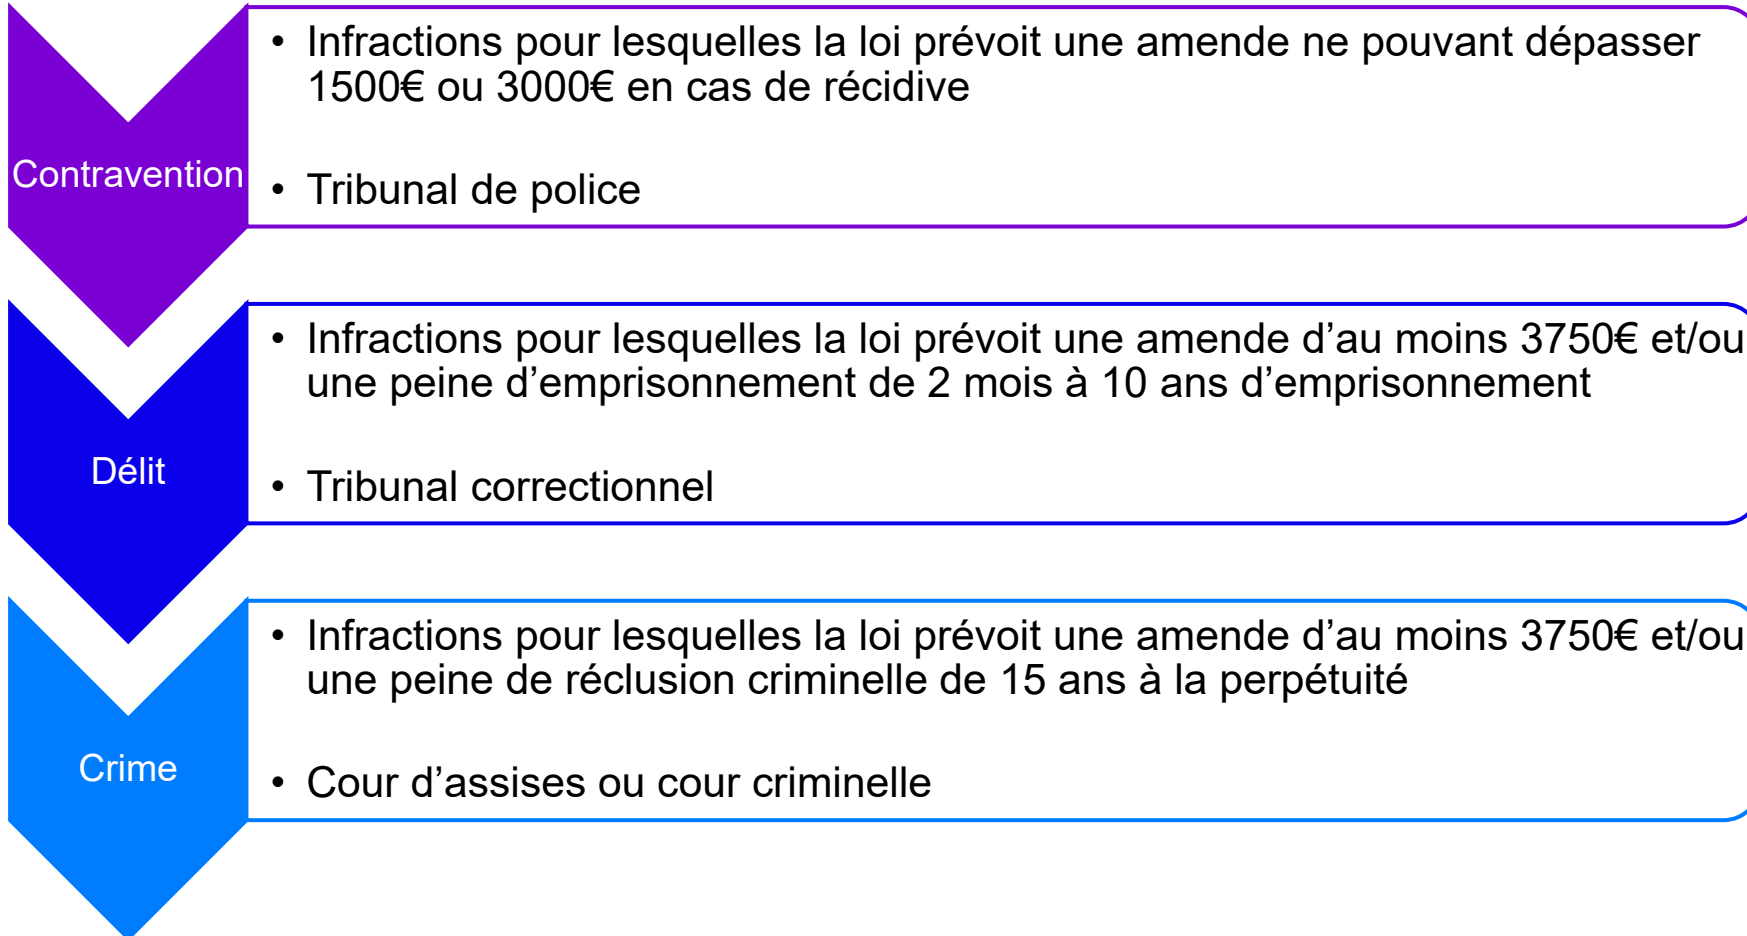 Contravention
• Infractions pour lesquelles la loi prévoit une amende ne pouvant dépasser
1500€ ou 3000€ en cas de récidive
• Tribunal de police
Délit
• Infractions pour lesquelles la loi prévoit une amende d’au moins 3750€ et/ou
une peine d’emprisonnement de 2 mois à 10 ans d’emprisonnement
• Tribunal correctionnel
Crime
• Infractions pour lesquelles la loi prévoit une amende d’au moins 3750€ et/ou
une peine de réclusion criminelle de 15 ans à la perpétuité
• Cour d’assises ou cour criminelle